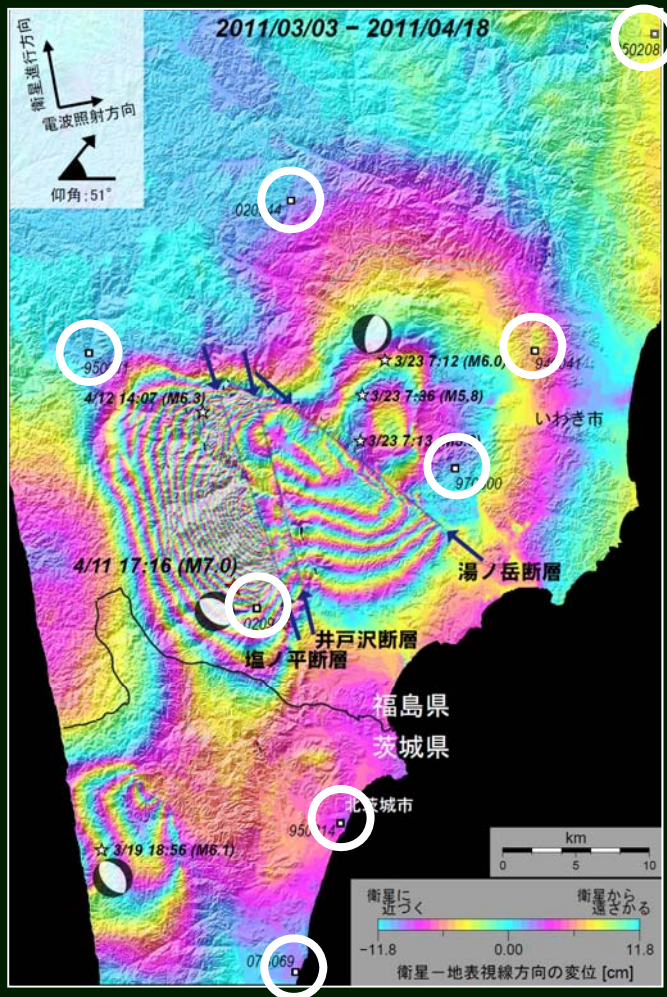 2011/03/03 − 2011/04/18
衛星進行方向
電波照射方向
仰角:51°
50208
3/23 7:12 (M6.0)
3/23 7:36 (M5.8)
4/12 14:07 (M6.3)
いわき市
3/23 7:13
4/11 17:16 (M7.0)
湯ノ岳断層
井戸沢断層
塩ノ平断層
福島県
茨城県
北茨城市
3/19 18:56 (M6.1)
km
0 5 10
衛星に
近づく
衛星から
遠ざかる
−11.8 0.00 11.8
衛星−地表視線方向の変位 [cm]